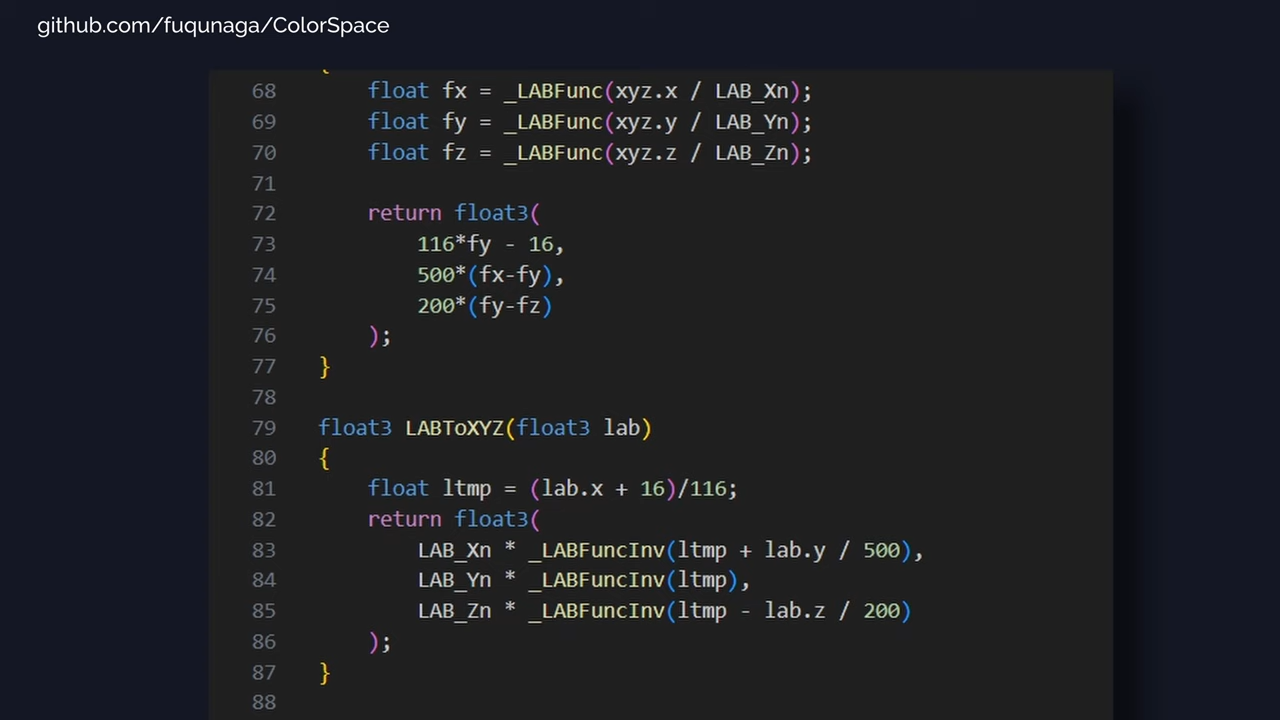 github.com/fuqunaga/ColorSpace
{
68 float fx = _LABFunc(xyz.x / LAB_Xn);
69 float fy = _LABFunc(xyz.y / LAB_Yn);
70 float fz = _LABFunc(xyz.z / LAB_Zn);
71
72 return float3(
73 116*fy - 16,
74 500*(fx-fy),
75 200*(fy-fz)
76 );
77 }
78
79 float3 LABToXYZ(float3 lab)
80 {
81 float ltmp = (lab.x + 16)/116;
82 return float3(
83 LAB_Xn * _LABFuncInv(ltmp + lab.y / 500),
84 LAB_Yn * _LABFuncInv(ltmp),
85 LAB_Zn * _LABFuncInv(ltmp - lab.z / 200)
86 );
87 }
88